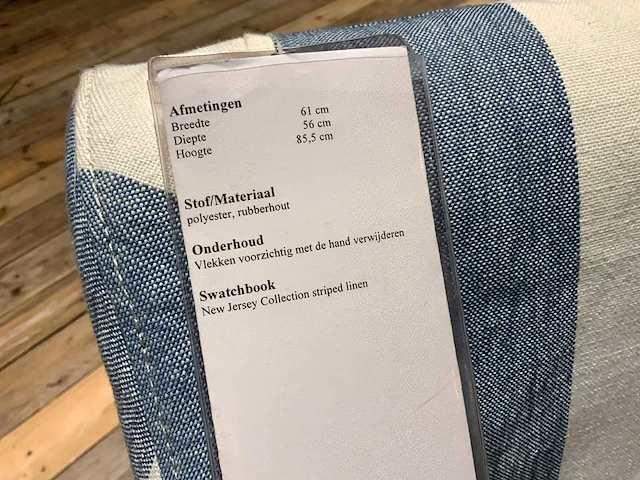 Afmetingen
Breedte 61 cm
Diepte 56 cm
Hoogte 85,5 cm
Stof/Materiaal
polyester, rubberhout
Onderhoud
Vlekken voorzichtig met de hand verwijderen
Swatchbook
New Jersey Collection striped linen